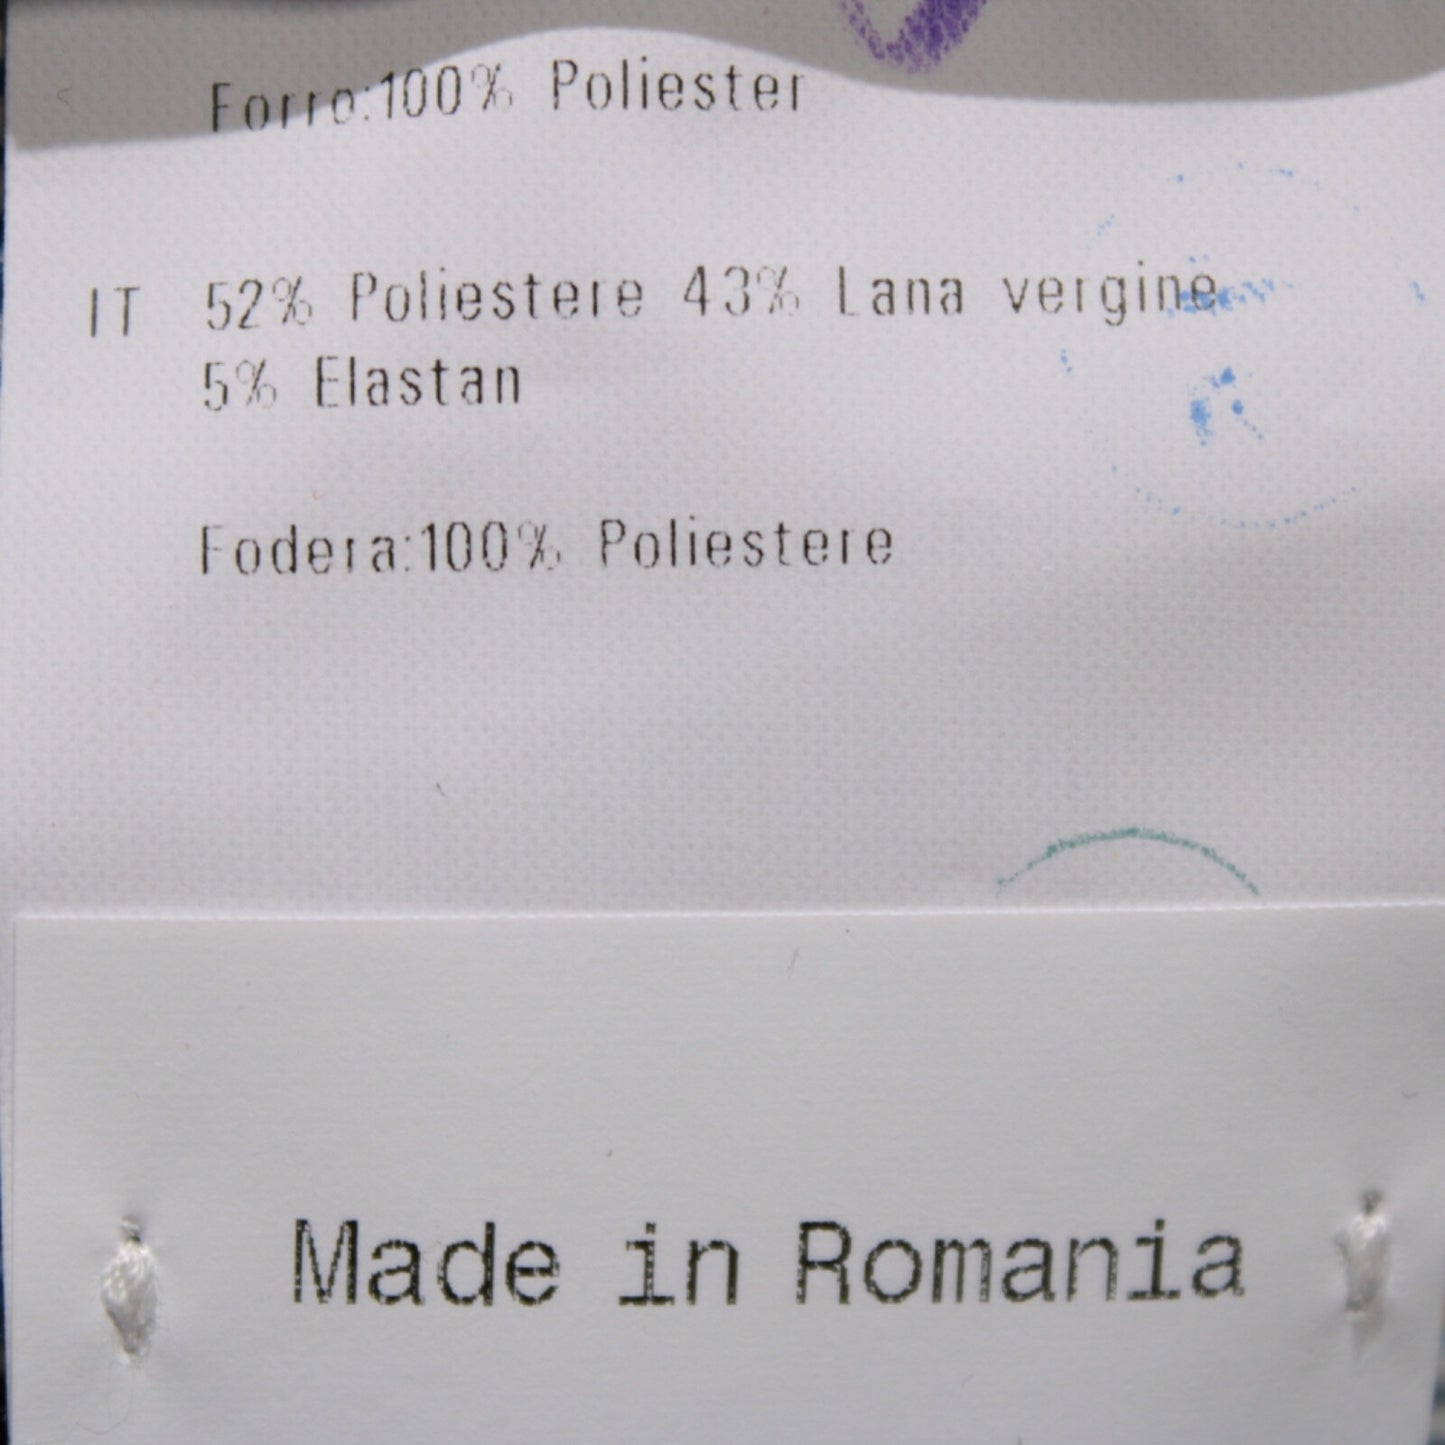 Forro:100% Poliester
IT 52% Poliestere 43% Lana vergine
5% Elastan
Fodera:100% Poliestere
Made in Romania